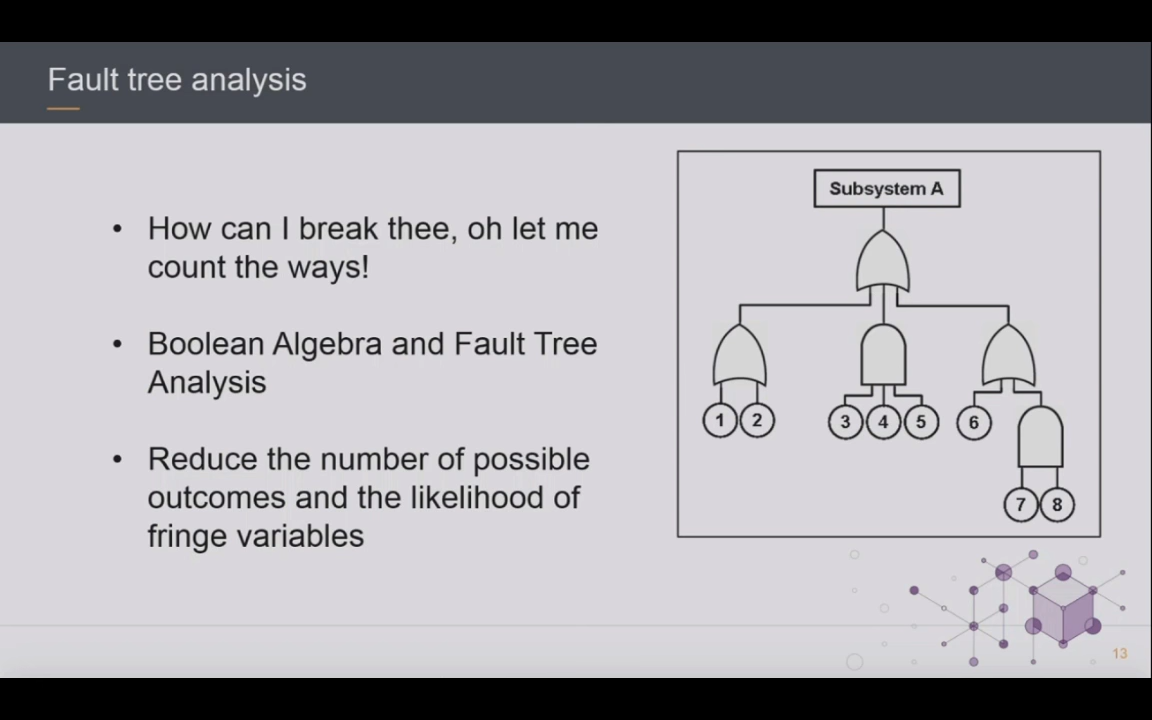 Fault tree analysis
• How can I break thee, oh let me
count the ways!
• Boolean Algebra and Fault Tree
Analysis
• Reduce the number of possible
outcomes and the likelihood of
fringe variables
Subsystem A
1 2 3 4 5 6
7 8
13